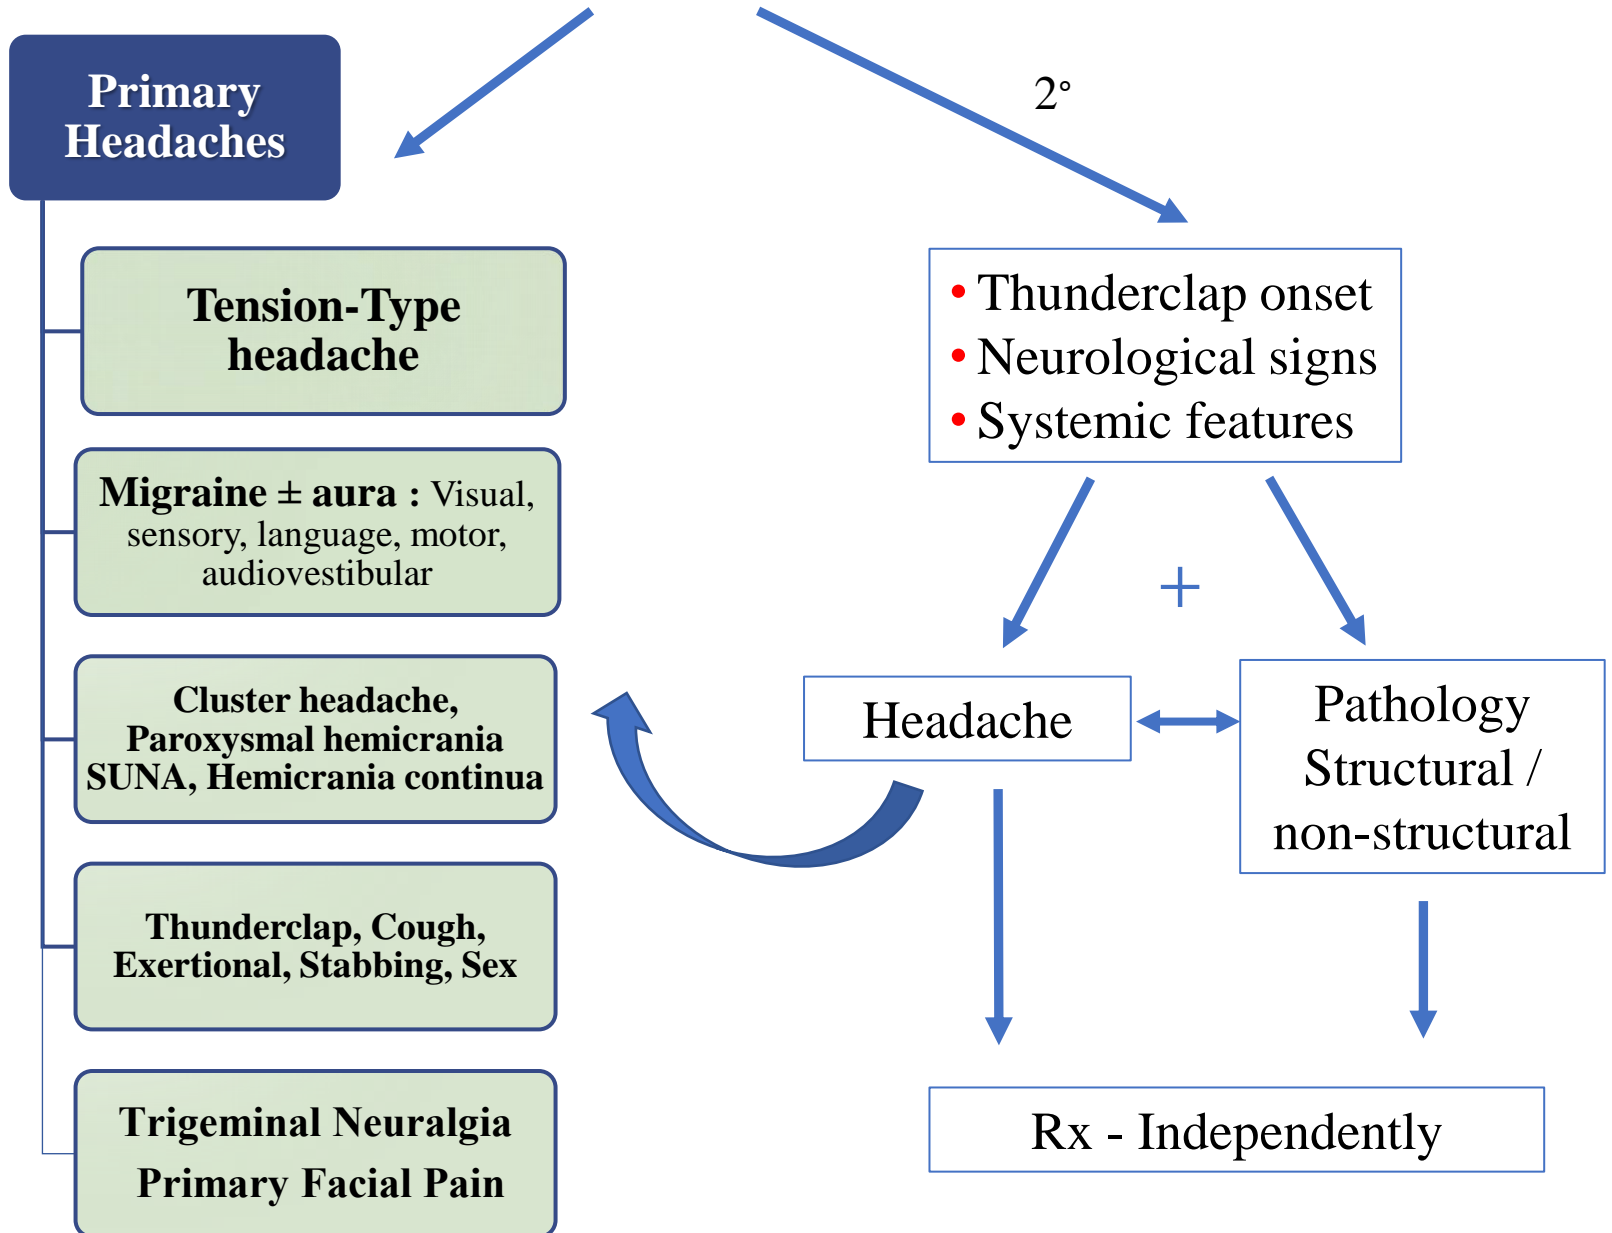 Primary
Headaches
Tension-Type
headache
Migraine ± aura : Visual,
sensory, language, motor,
audiovestibular
Cluster headache,
Paroxysmal hemicrania
SUNA, Hemicrania continua
Thunderclap, Cough,
Exertional, Stabbing, Sex
Trigeminal Neuralgia
Primary Facial Pain
2°
• Thunderclap onset
• Neurological signs
• Systemic features
+
Headache
Pathology
Structural /
non-structural
Rx - Independently